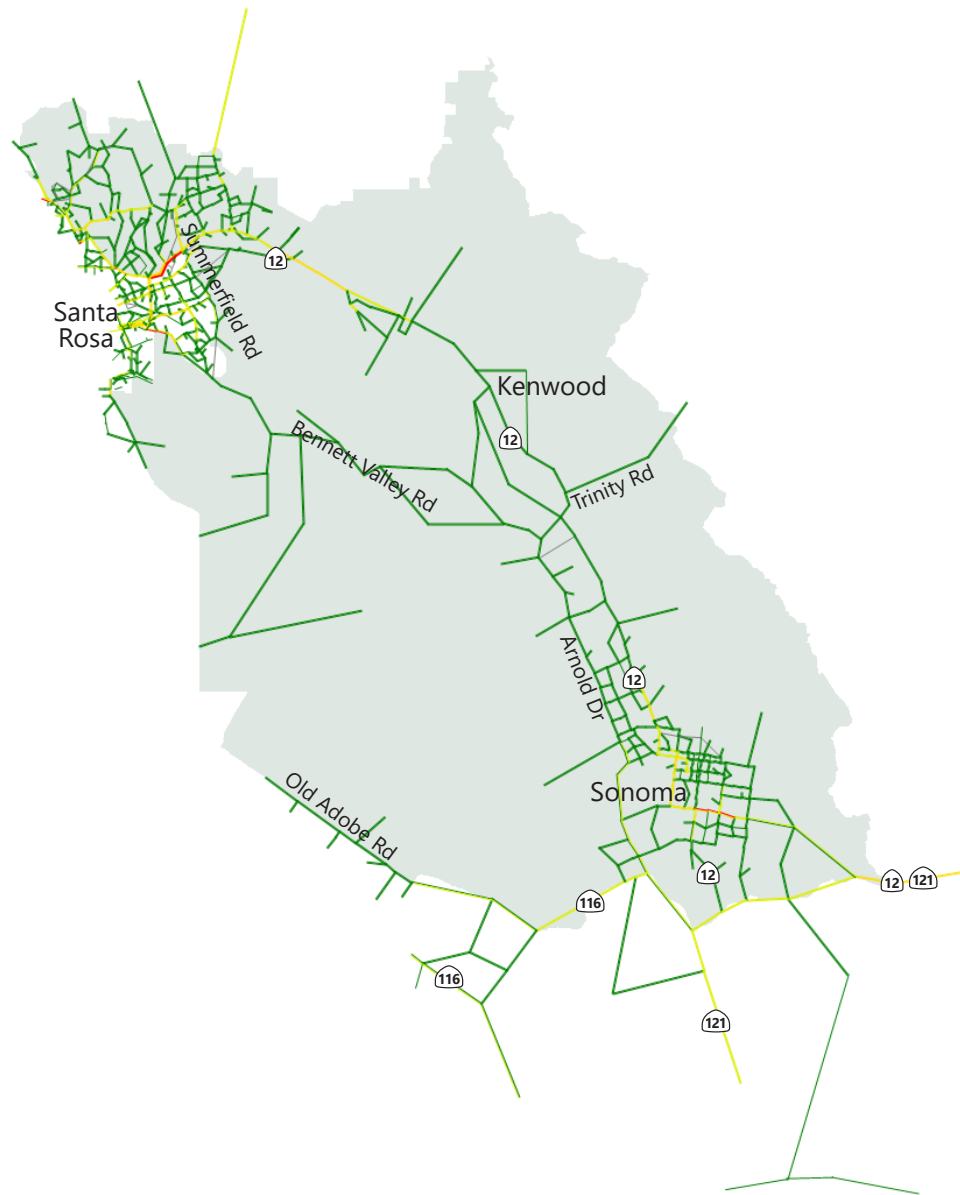 Summerfield Rd
12
Santa
Rosa
Kenwood
12
Bennett Valley Rd
Trinity Rd
Arnold Dr
12
Old Adobe Rd
Sonoma
12
12
121
116
116
121